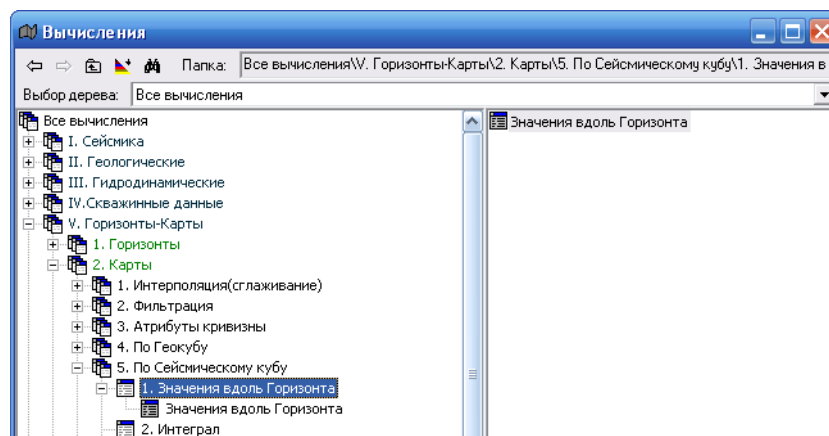 Вычисления
Папка: Все вычисления\V. Горизонты-Карты\2. Карты\5. По Сейсмическому кубу\1. Значения в
Выбор дерева: Все вычисления
Все вычисления
I. Сейсмика
II. Геологические
III. Гидродинамические
IV.Скважинные данные
V. Горизонты-Карты
1. Горизонты
2. Карты
1. Интерполяция(сглаживание)
2. Фильтрация
3. Атрибуты кривизны
4. По Геокубу
5. По Сейсмическому кубу
1. Значения вдоль Горизонта
Значения вдоль Горизонта
2. Интеграл
Значения вдоль Горизонта